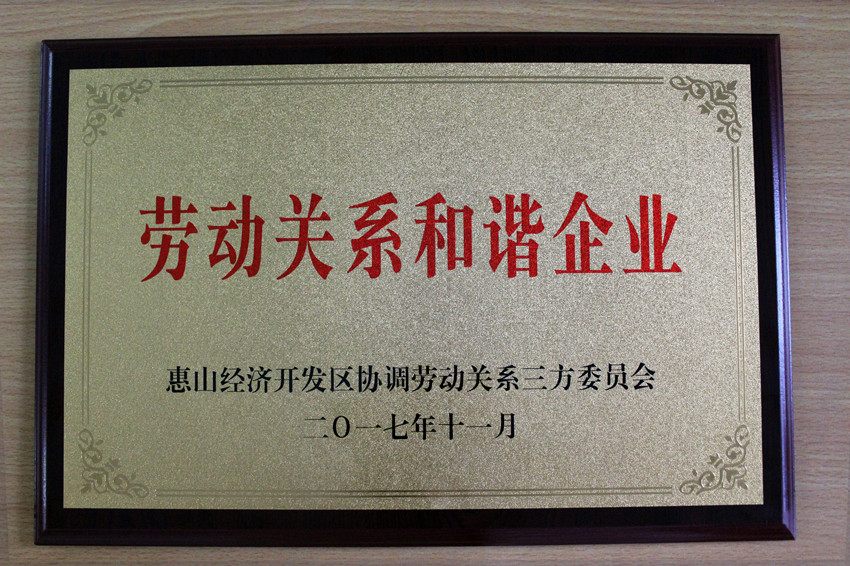 劳动关系和谐企业
惠山经济开发区协调劳动关系三方委员会
二〇一七年十一月